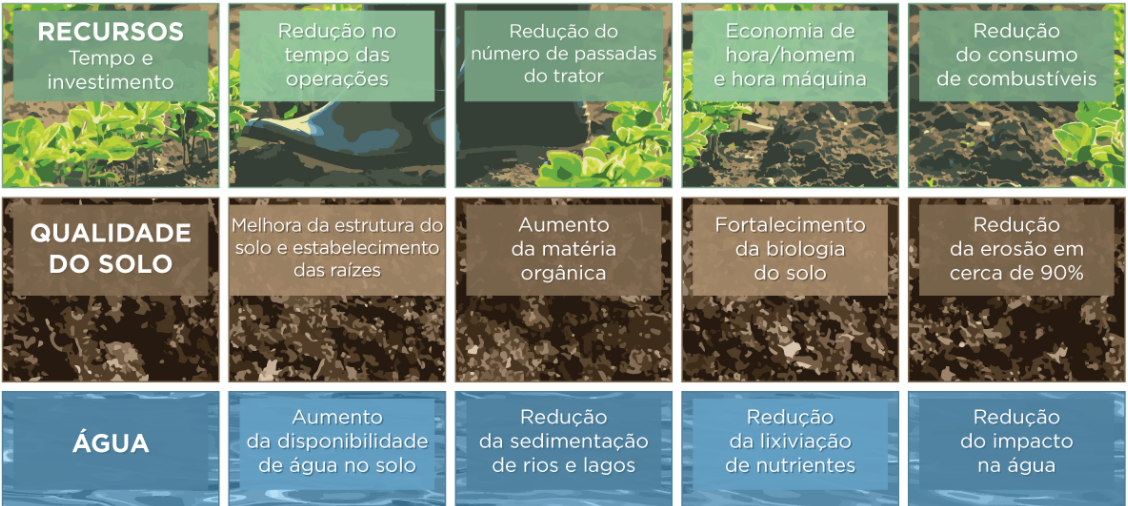 RECURSOS
Tempo e
investimento
Redução no
tempo das
operações
Redução do
número de passadas
do trator
Economia de
hora/homem
e hora máquina
Redução
do consumo
de combustíveis
QUALIDADE
DO SOLO
Melhora da estrutura do
solo e estabelecimento
das raízes
Aumento
da matéria
orgânica
Fortalecimento
da biologia
do solo
Redução
da erosão em
cerca de 90%
ÁGUA
Aumento
da disponibilidade
de água no solo
Redução
da sedimentação
de rios e lagos
Redução
da lixiviação
de nutrientes
Redução
do impacto
na água